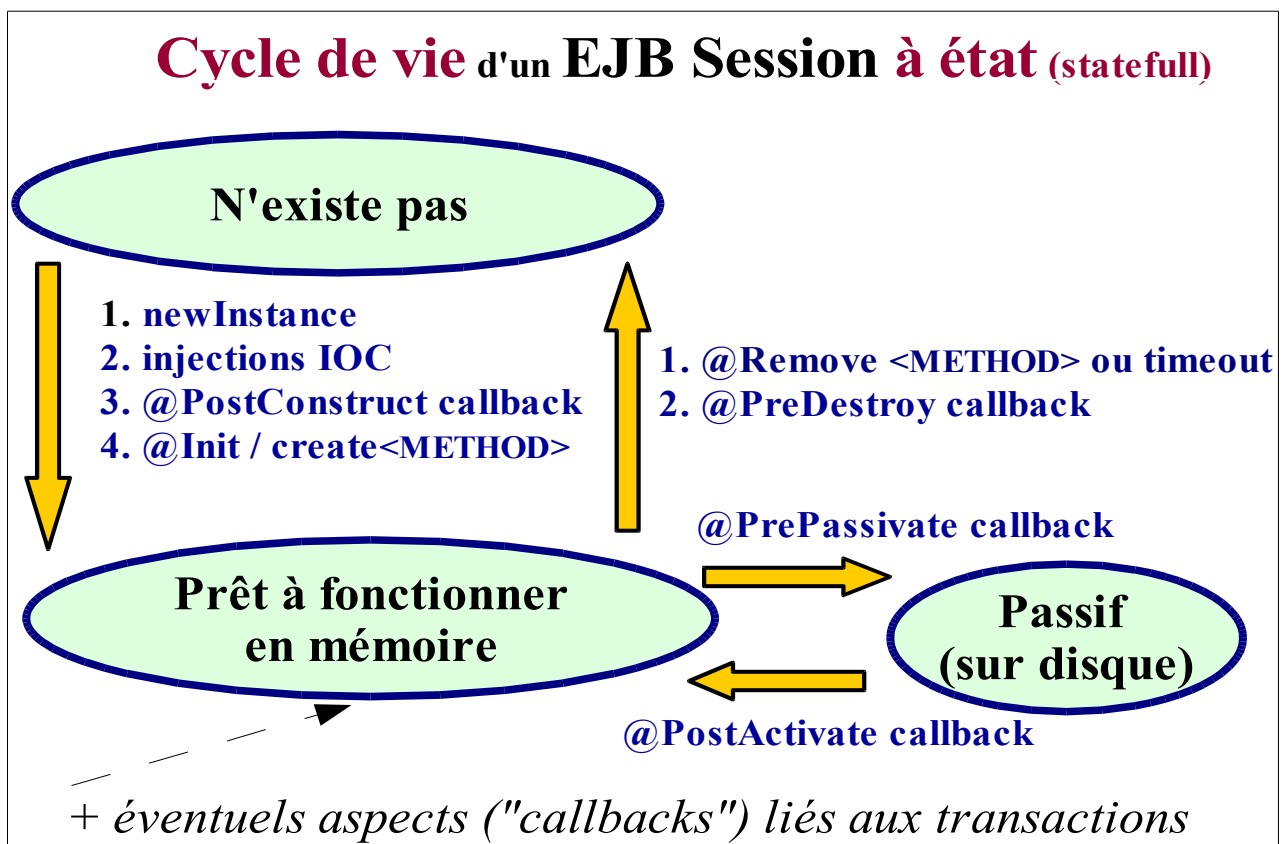 Cycle de vie d'un EJB Session à état (statefull)
N'existe pas
1. newInstance
2. injections IOC
3. @PostConstruct callback
4. @Init / create<METHOD>
1. @Remove <METHOD> ou timeout
2. @PreDestroy callback
@PrePassivate callback
Prêt à fonctionner
en mémoire
Passif
(sur disque)
@PostActivate callback
+ éventuels aspects ("callbacks") liés aux transactions